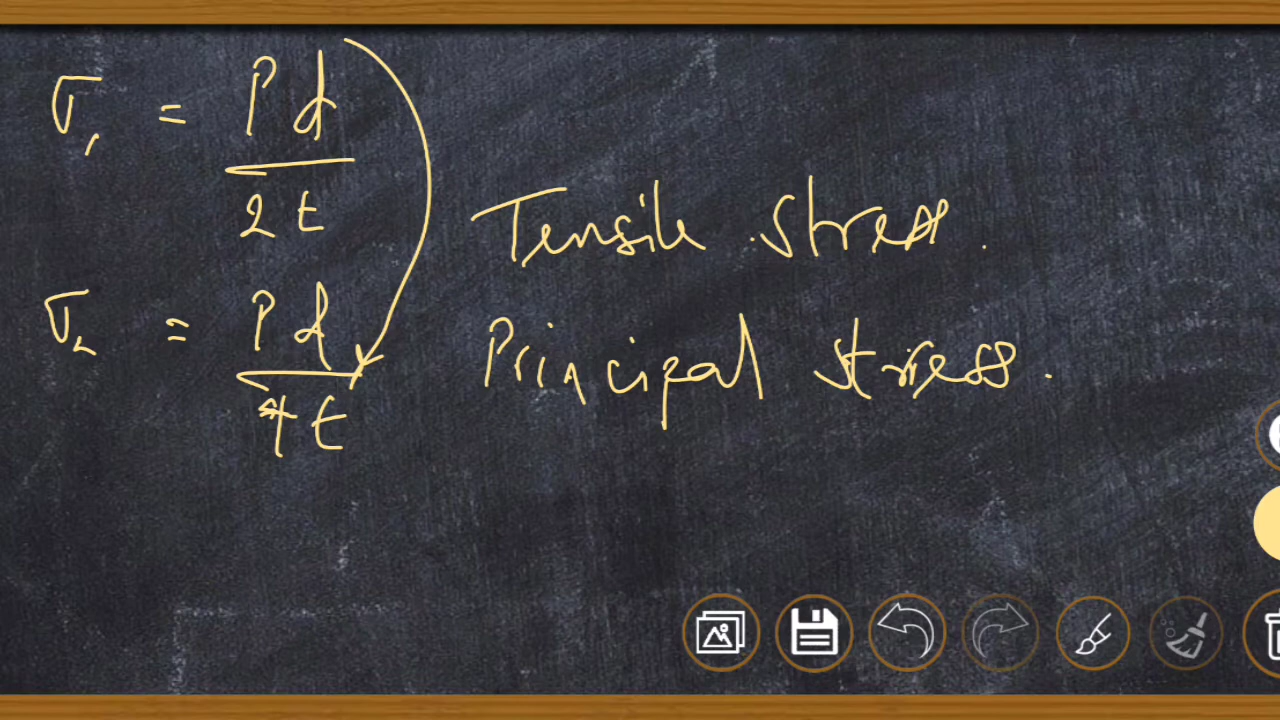 σ₁ = Pd / 2t
Tensile stress.
σ₂ = Pd / 4t
Principal stress.